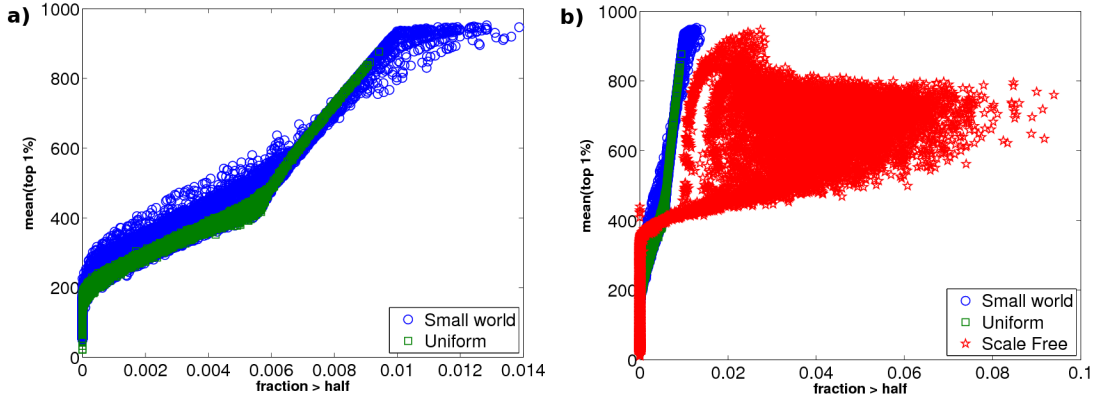 a)
mean(top 1%)
1000
800
600
400
200
0
0
0.002
0.004
0.006
0.008
0.010
0.012
0.014
fraction > half
Small world
Uniform
b)
mean(top 1%)
1000
800
600
400
200
0
0
0.02
0.04
0.06
0.08
0.1
fraction > half
Small world
Uniform
Scale Free